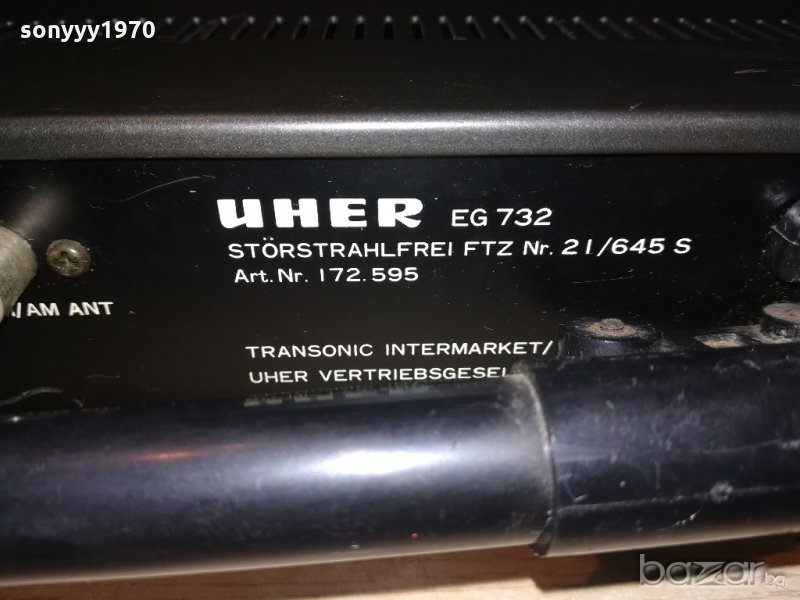 sonyyy1970
UHER EG 732
STÖRSTRAHLFREI FTZ Nr. 21/645 S
Art. Nr. 172.595
/AM ANT
TRANSONIC INTERMARKET/
UHER VERTRIEBSGESEL
bazar.bg